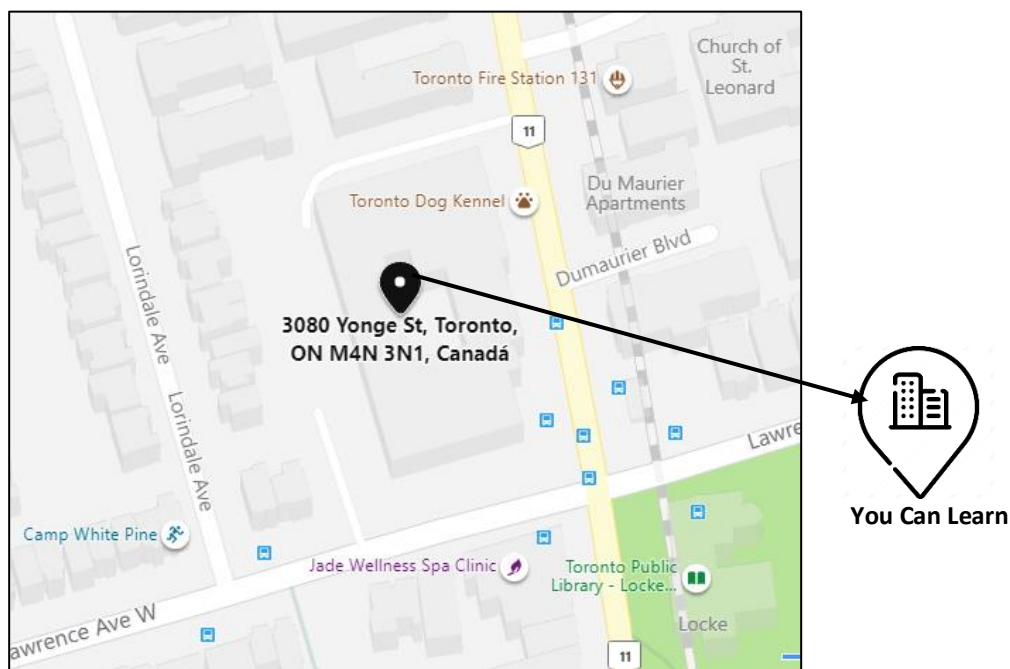 Church of
St.
Leonard
Toronto Fire Station 131
11
Toronto Dog Kennel
Du Maurier
Apartments
Dumaurier Blvd
Lorindale Ave
3080 Yonge St, Toronto,
ON M4N 3N1, Canadá
Lorindale Ave
Lawre
You Can Learn
Camp White Pine
Jade Wellness Spa Clinic
Toronto Public
Library - Locke...
Locke
awrence Ave W
11